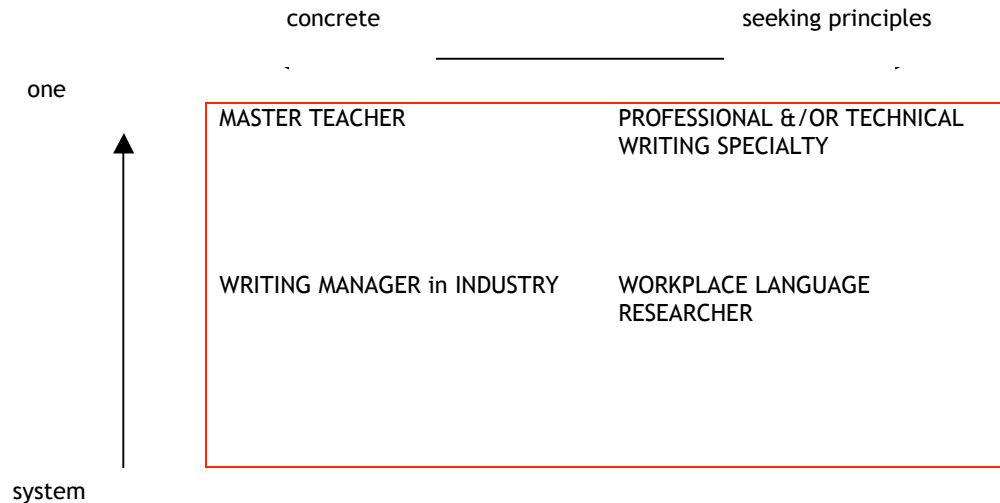 concrete seeking principles
one
MASTER TEACHER PROFESSIONAL &/OR TECHNICAL
WRITING SPECIALTY
WRITING MANAGER in INDUSTRY WORKPLACE LANGUAGE
RESEARCHER
system